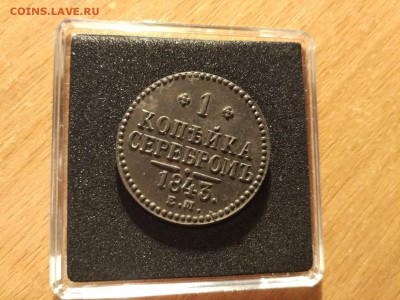 COINS.LAVE.RU
1
КОПѢЙКА
СЕРЕБРОМЪ
1843.
Е.М.